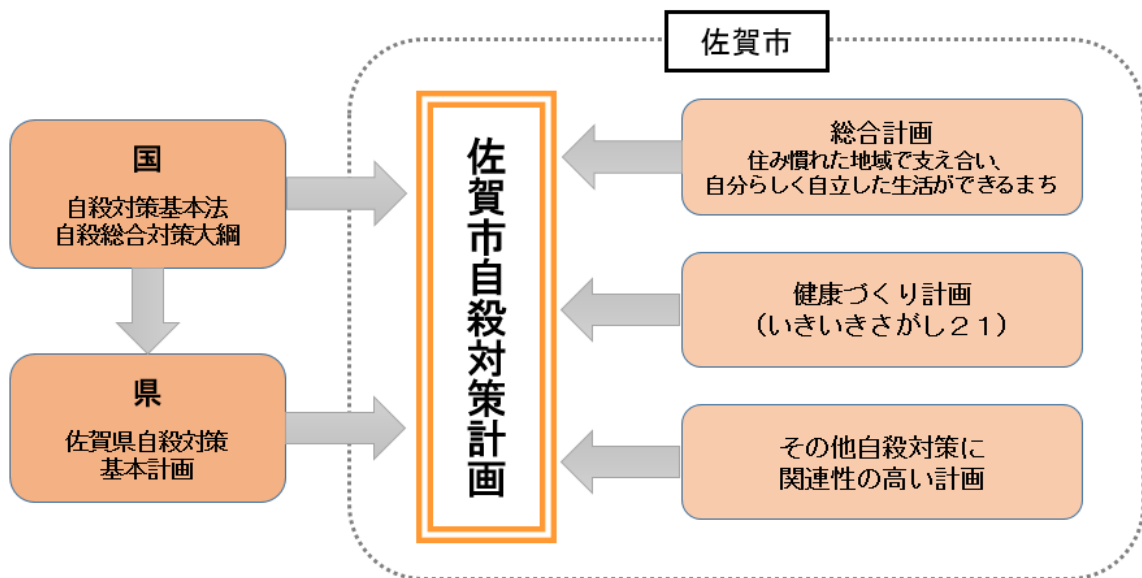 佐賀市
国
自殺対策基本法
自殺総合対策大綱
県
佐賀県自殺対策
基本計画
佐賀市自殺対策計画
総合計画
住み慣れた地域で支え合い、
自分らしく自立した生活ができるまち
健康づくり計画
（いきいきさがし２１）
その他自殺対策に
関連性の高い計画